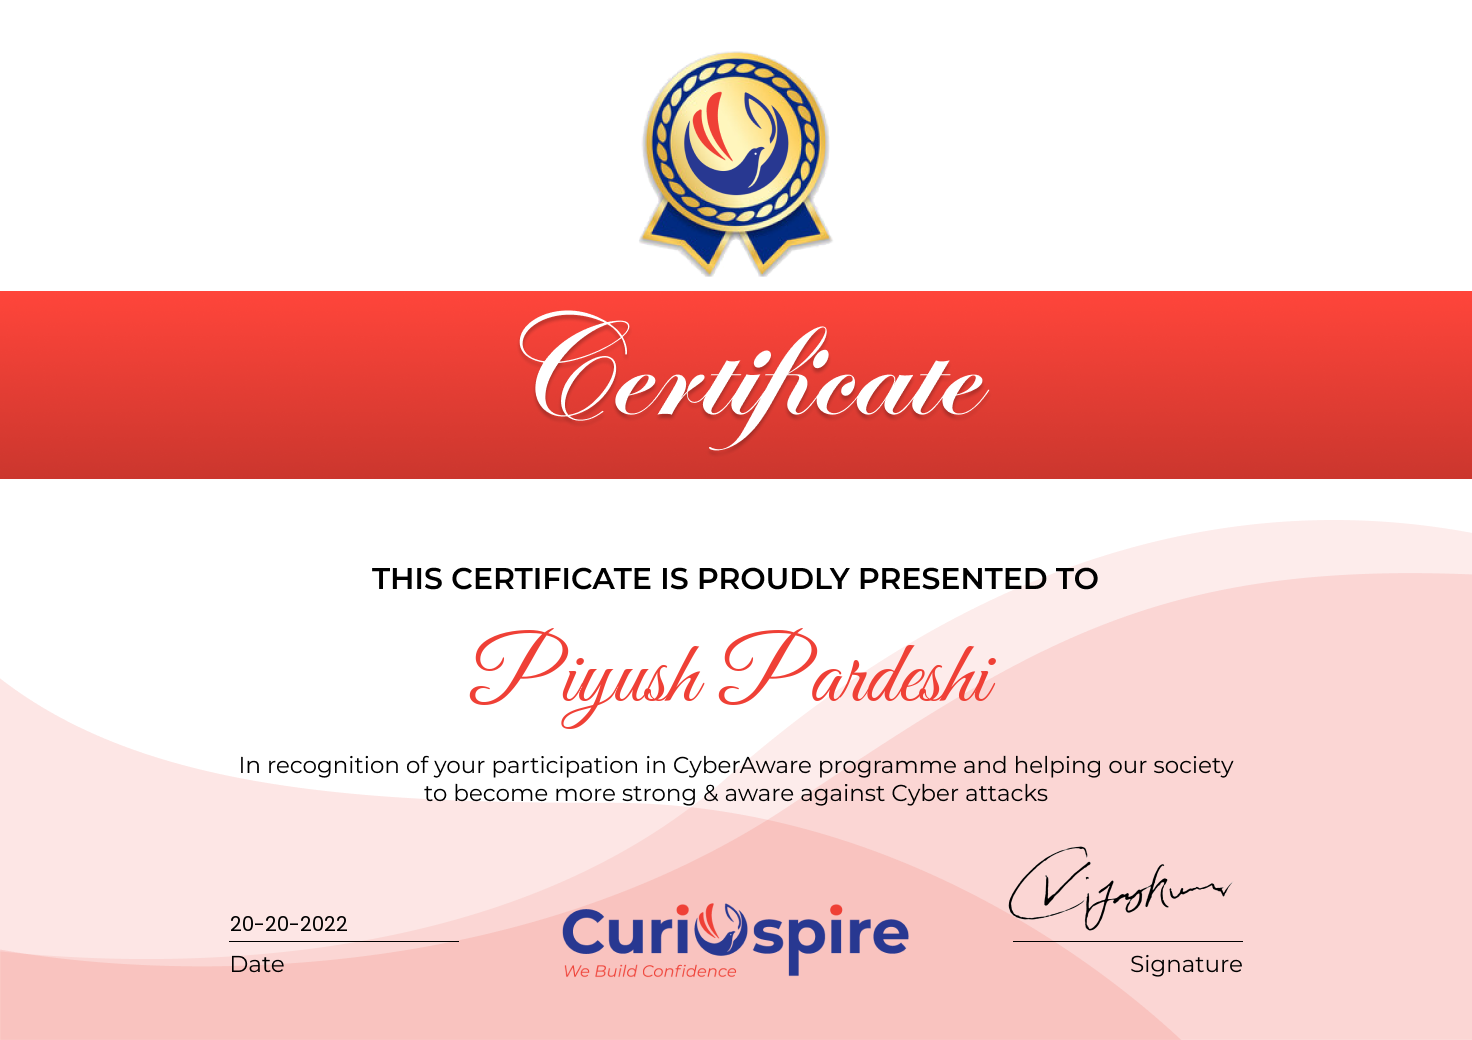 Certificate
THIS CERTIFICATE IS PROUDLY PRESENTED TO
Piyush Pardeshi
In recognition of your participation in CyberAware programme and helping our society
to become more strong & aware against Cyber attacks
Vijaykumar
20-20-2022
Date
CuriOspire
We Build Confidence
Signature